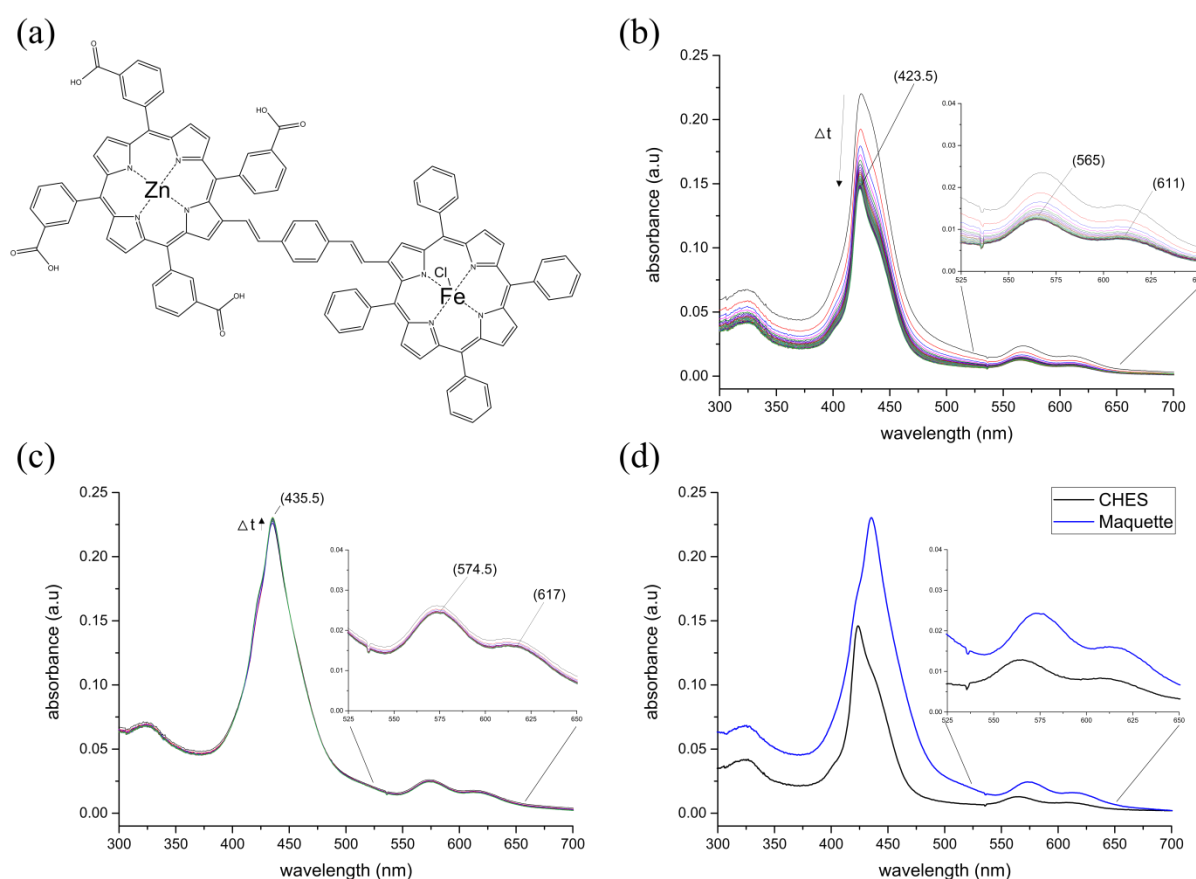 (a)
O
HO
HO
O
N
N
Zn
N
N
O
OH
HO
O
N
N
Cl
Fe
N
N
(b)
absorbance (a.u)
0.25
0.20
0.15
0.10
0.05
0.00
300 350 400 450 500 550 600 650 700
wavelength (nm)
△t
(423.5)
0.04
0.03
0.02
0.01
0.00
525 550 575 600 625 650
(565)
(611)
(c)
absorbance (a.u)
0.25
0.20
0.15
0.10
0.05
0.00
300 350 400 450 500 550 600 650 700
wavelength (nm)
△t
(435.5)
0.04
0.03
0.02
0.01
0.00
525 550 575 600 625 650
(574.5)
(617)
(d)
absorbance (a.u)
0.25
0.20
0.15
0.10
0.05
0.00
300 350 400 450 500 550 600 650 700
wavelength (nm)
CHES
Maquette
0.04
0.03
0.02
0.01
0.00
525 550 575 600 625 650